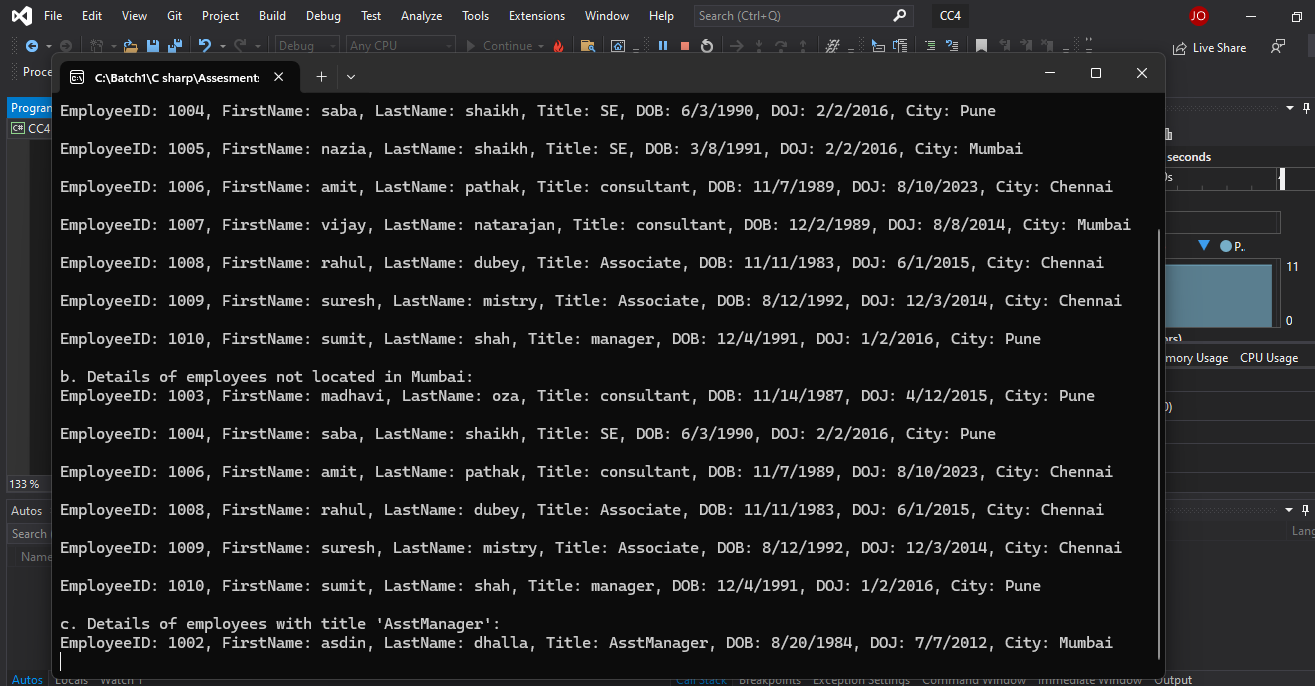 File Edit View Git Project Build Debug Test Analyze Tools Extensions Window Help Search (Ctrl+Q) CC4 JO
Debug Any CPU Continue Live Share
Proce
C:\Batch1\C sharp\Assesment
Program
CC4
EmployeeID: 1004, FirstName: saba, LastName: shaikh, Title: SE, DOB: 6/3/1990, DOJ: 2/2/2016, City: Pune
EmployeeID: 1005, FirstName: nazia, LastName: shaikh, Title: SE, DOB: 3/8/1991, DOJ: 2/2/2016, City: Mumbai
seconds
EmployeeID: 1006, FirstName: amit, LastName: pathak, Title: consultant, DOB: 11/7/1989, DOJ: 8/10/2023, City: Chennai
EmployeeID: 1007, FirstName: vijay, LastName: natarajan, Title: consultant, DOB: 12/2/1989, DOJ: 8/8/2014, City: Mumbai
P..
EmployeeID: 1008, FirstName: rahul, LastName: dubey, Title: Associate, DOB: 11/11/1983, DOJ: 6/1/2015, City: Chennai
11
EmployeeID: 1009, FirstName: suresh, LastName: mistry, Title: Associate, DOB: 8/12/1992, DOJ: 12/3/2014, City: Chennai
0
EmployeeID: 1010, FirstName: sumit, LastName: shah, Title: manager, DOB: 12/4/1991, DOJ: 1/2/2016, City: Pune
mory Usage CPU Usage
b. Details of employees not located in Mumbai:
EmployeeID: 1003, FirstName: madhavi, LastName: oza, Title: consultant, DOB: 11/14/1987, DOJ: 4/12/2015, City: Pune
EmployeeID: 1004, FirstName: saba, LastName: shaikh, Title: SE, DOB: 6/3/1990, DOJ: 2/2/2016, City: Pune
EmployeeID: 1006, FirstName: amit, LastName: pathak, Title: consultant, DOB: 11/7/1989, DOJ: 8/10/2023, City: Chennai
133 %
EmployeeID: 1008, FirstName: rahul, LastName: dubey, Title: Associate, DOB: 11/11/1983, DOJ: 6/1/2015, City: Chennai
Autos
Search
Lang
EmployeeID: 1009, FirstName: suresh, LastName: mistry, Title: Associate, DOB: 8/12/1992, DOJ: 12/3/2014, City: Chennai
Name
EmployeeID: 1010, FirstName: sumit, LastName: shah, Title: manager, DOB: 12/4/1991, DOJ: 1/2/2016, City: Pune
c. Details of employees with title 'AsstManager':
EmployeeID: 1002, FirstName: asdin, LastName: dhalla, Title: AsstManager, DOB: 8/20/1984, DOJ: 7/7/2012, City: Mumbai
Autos Locals Watch 1 Call Stack Breakpoints Exception Settings Command Window Immediate Window Output